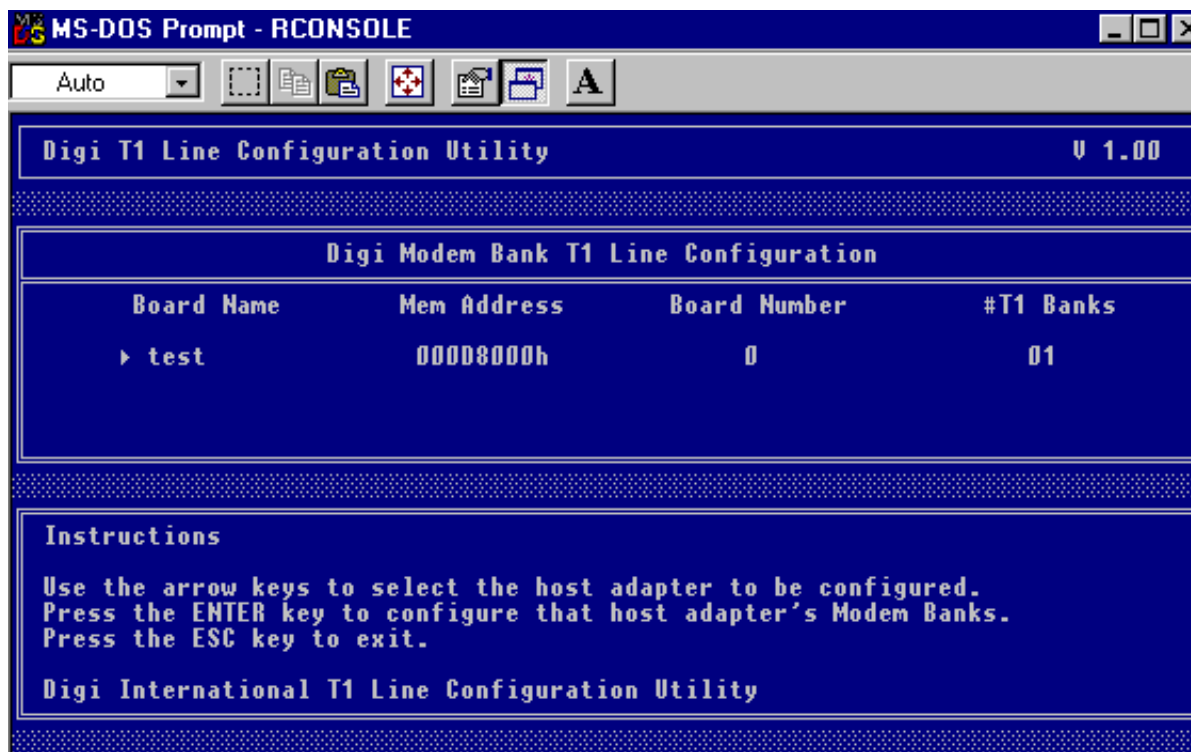 MS-DOS Prompt - RCONSOLE
Auto
A
Digi T1 Line Configuration Utility V 1.00
Digi Modem Bank T1 Line Configuration
Board Name Mem Address Board Number #T1 Banks
test 000D8000h 0 01
Instructions
Use the arrow keys to select the host adapter to be configured.
Press the ENTER key to configure that host adapter's Modem Banks.
Press the ESC key to exit.
Digi International T1 Line Configuration Utility